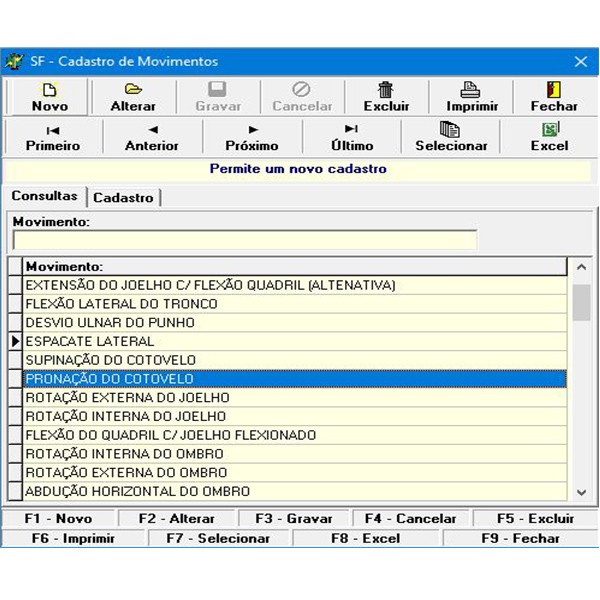 SF - Cadastro de Movimentos
Novo Alterar Gravar Cancelar Excluir Imprimir Fechar
Primeiro Anterior Próximo Último Selecionar Excel
Permite um novo cadastro
Consultas Cadastro
Movimento:
Movimento:
EXTENSÃO DO JOELHO C/ FLEXÃO QUADRIL (ALTENATIVA)
FLEXÃO LATERAL DO TRONCO
DESVIO ULNAR DO PUNHO
ESPACATE LATERAL
SUPINAÇÃO DO COTOVELO
PRONAÇÃO DO COTOVELO
ROTAÇÃO EXTERNA DO JOELHO
ROTAÇÃO INTERNA DO JOELHO
FLEXÃO DO QUADRIL C/ JOELHO FLEXIONADO
ROTAÇÃO INTERNA DO OMBRO
ROTAÇÃO EXTERNA DO OMBRO
ABDUÇÃO HORIZONTAL DO OMBRO
F1 - Novo F2 - Alterar F3 - Gravar F4 - Cancelar F5 - Excluir
F6 - Imprimir F7 - Selecionar F8 - Excel F9 - Fechar